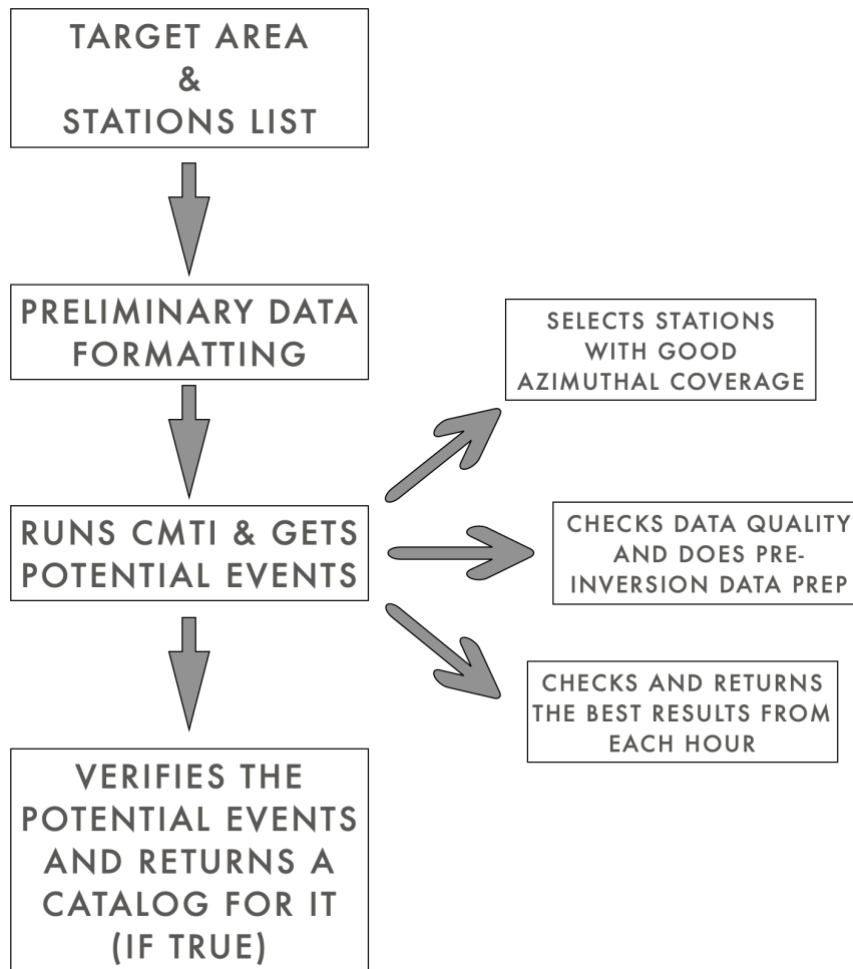 TARGET AREA
&
STATIONS LIST
PRELIMINARY DATA
FORMATTING
RUNS CMTI & GETS
POTENTIAL EVENTS
SELECTS STATIONS
WITH GOOD
AZIMUTHAL COVERAGE
CHECKS DATA QUALITY
AND DOES PRE-
INVERSION DATA PREP
CHECKS AND RETURNS
THE BEST RESULTS FROM
EACH HOUR
VERIFIES THE
POTENTIAL EVENTS
AND RETURNS A
CATALOG FOR IT
(IF TRUE)